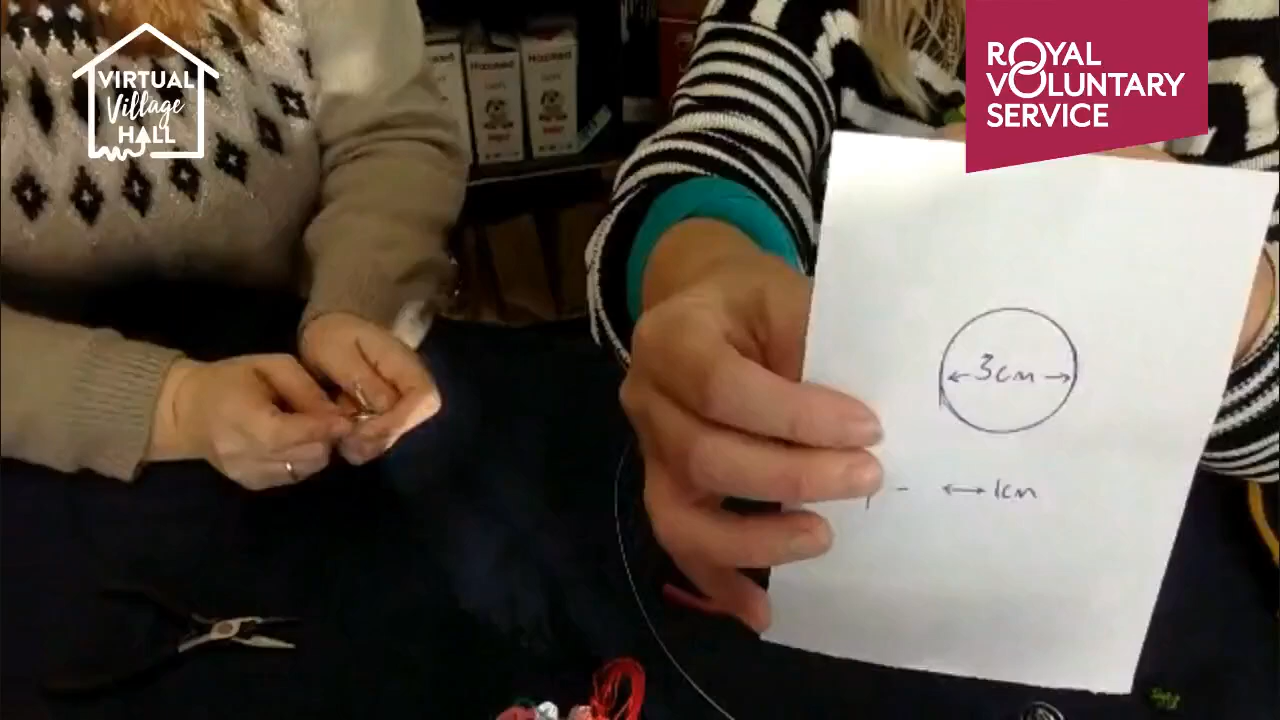 VIRTUAL
Village
HALL
ROYAL
VOLUNTARY
SERVICE
3cm
1cm